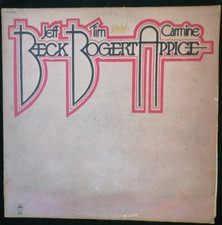 Jeff Tim Carmine
BECK BOGERT APPICE